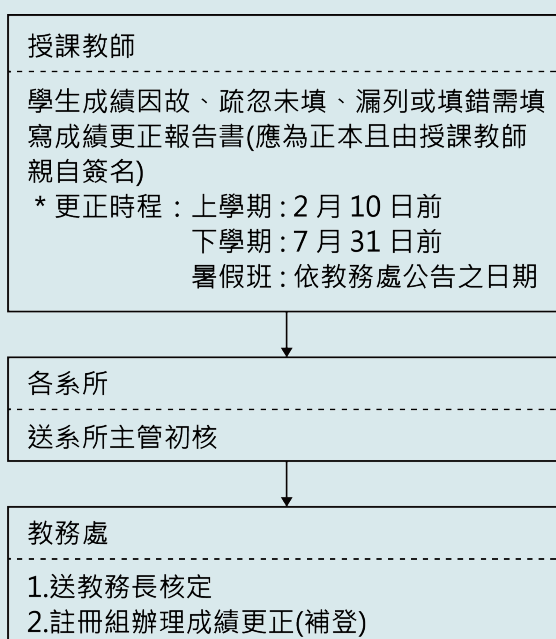 授課教師
學生成績因故、疏忽未填、漏列或填錯需填
寫成績更正報告書(應為正本且由授課教師
親自簽名)
* 更正時程：上學期：2 月 10 日前
下學期：7 月 31 日前
暑假班：依教務處公告之日期
各系所
送系所主管初核
教務處
1.送教務長核定
2.註冊組辦理成績更正(補登)